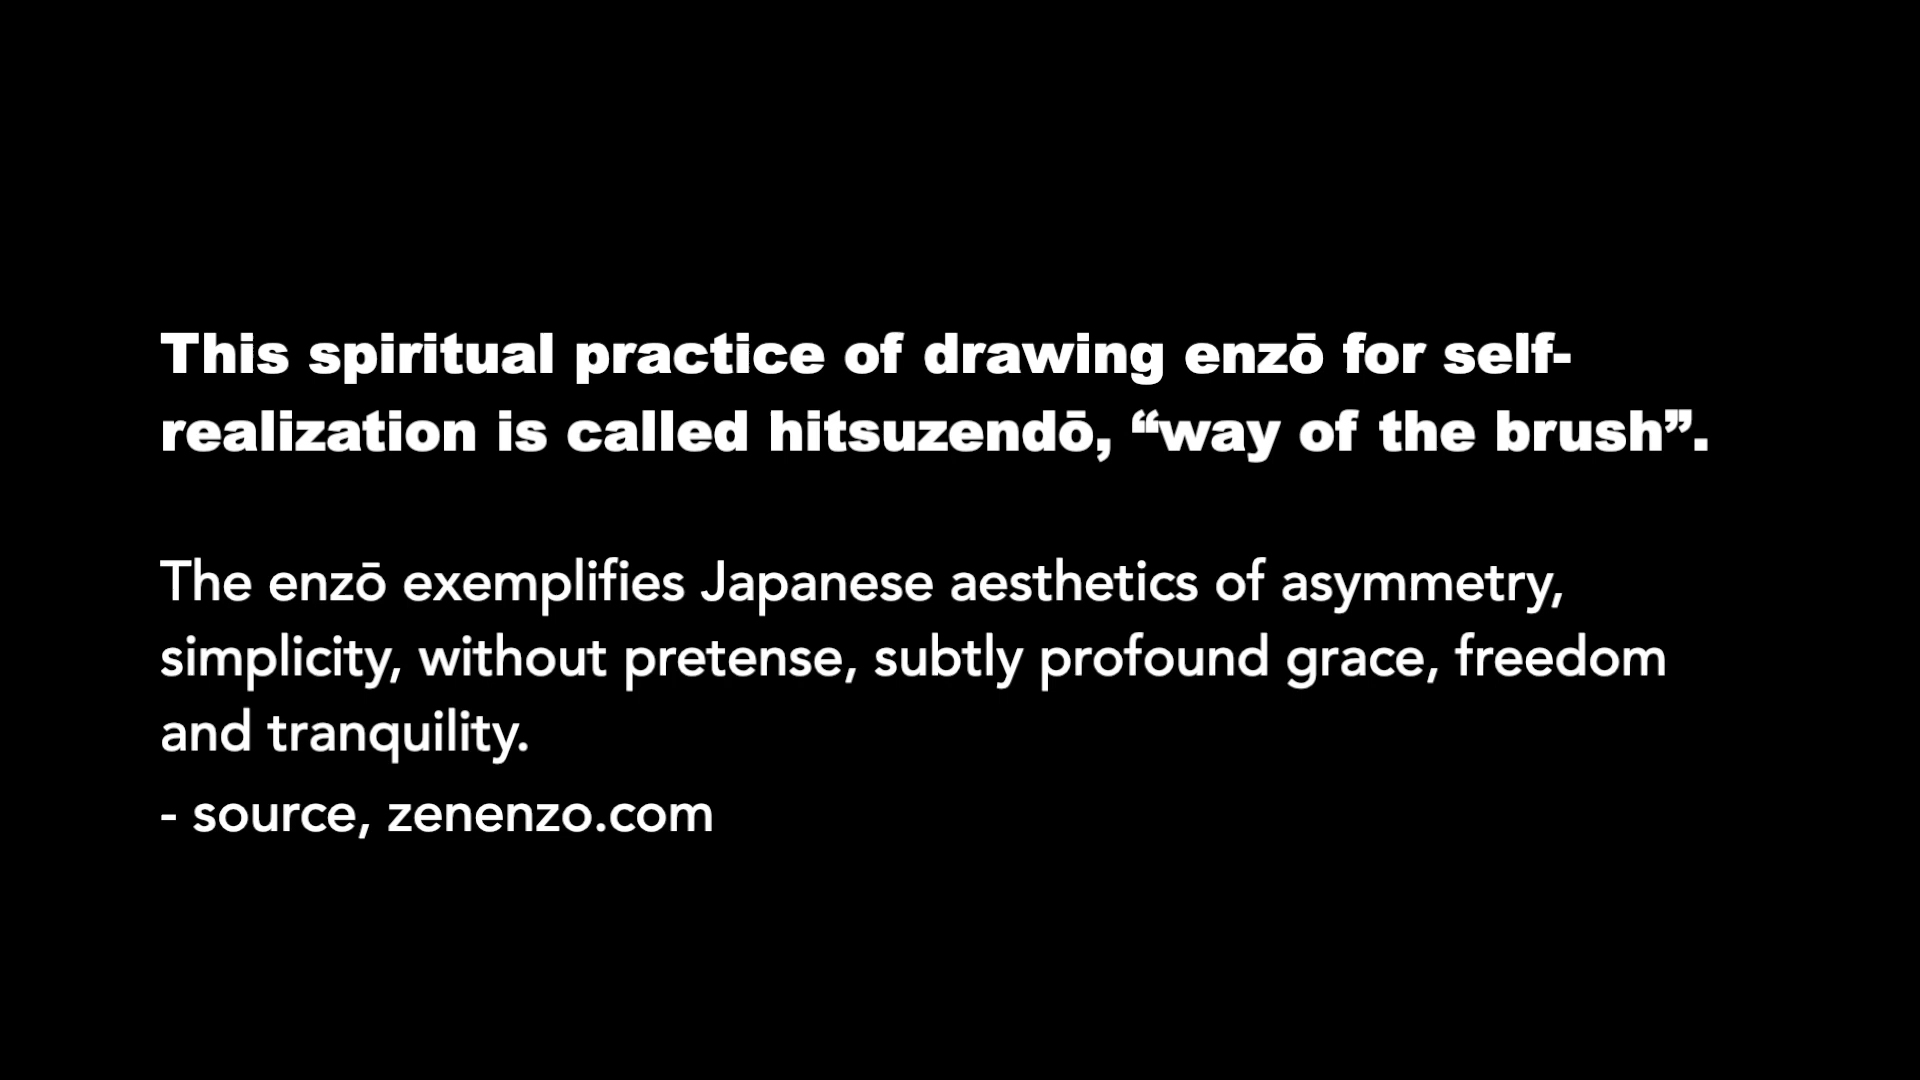 This spiritual practice of drawing enzō for self-
realization is called hitsuzendō, “way of the brush”.
The enzō exemplifies Japanese aesthetics of asymmetry,
simplicity, without pretense, subtly profound grace, freedom
and tranquility.
- source, zenenzo.com